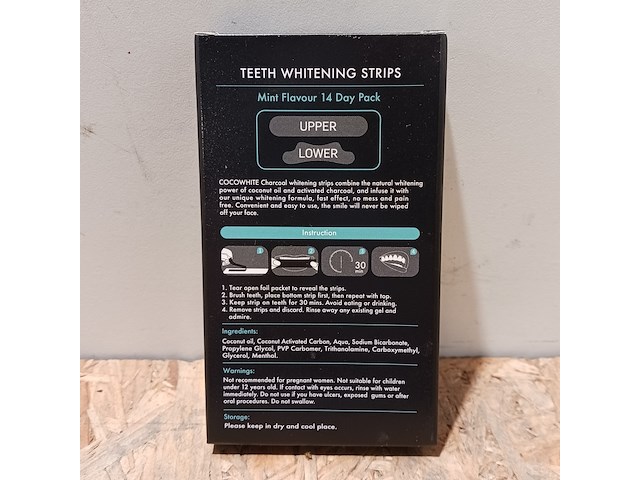 TEETH WHITENING STRIPS
Mint Flavour 14 Day Pack
UPPER
LOWER
COCOWHITE Charcoal whitening strips combine the natural whitening
power of coconut oil and activated charcoal, and infuse it with
our unique whitening formula, fast effect, no mess and pain
free. Convenient and easy to use, the smile will never be wiped
off your face.
Instruction
1 2 3 4
30
min
1. Tear open foil packet to reveal the strips.
2. Brush teeth, place bottom strip first, then repeat with top.
3. Keep strip on teeth for 30 mins. Avoid eating or drinking.
4. Remove strips and discard. Rinse away any existing gel and
admire.
Ingredients:
Coconut oil, Coconut Activated Carbon, Aqua, Sodium Bicarbonate,
Propylene Glycol, PVP Carbomer, Trithanolamine, Carboxymethyl,
Glycerol, Menthol.
Warnings:
Not recommended for pregnant women. Not suitable for children
under 12 years old. If contact with eyes occurs, rinse with water
immediately. Do not use if you have ulcers, exposed gums or after
oral procedures. Do not swallow.
Storage:
Please keep in dry and cool place.